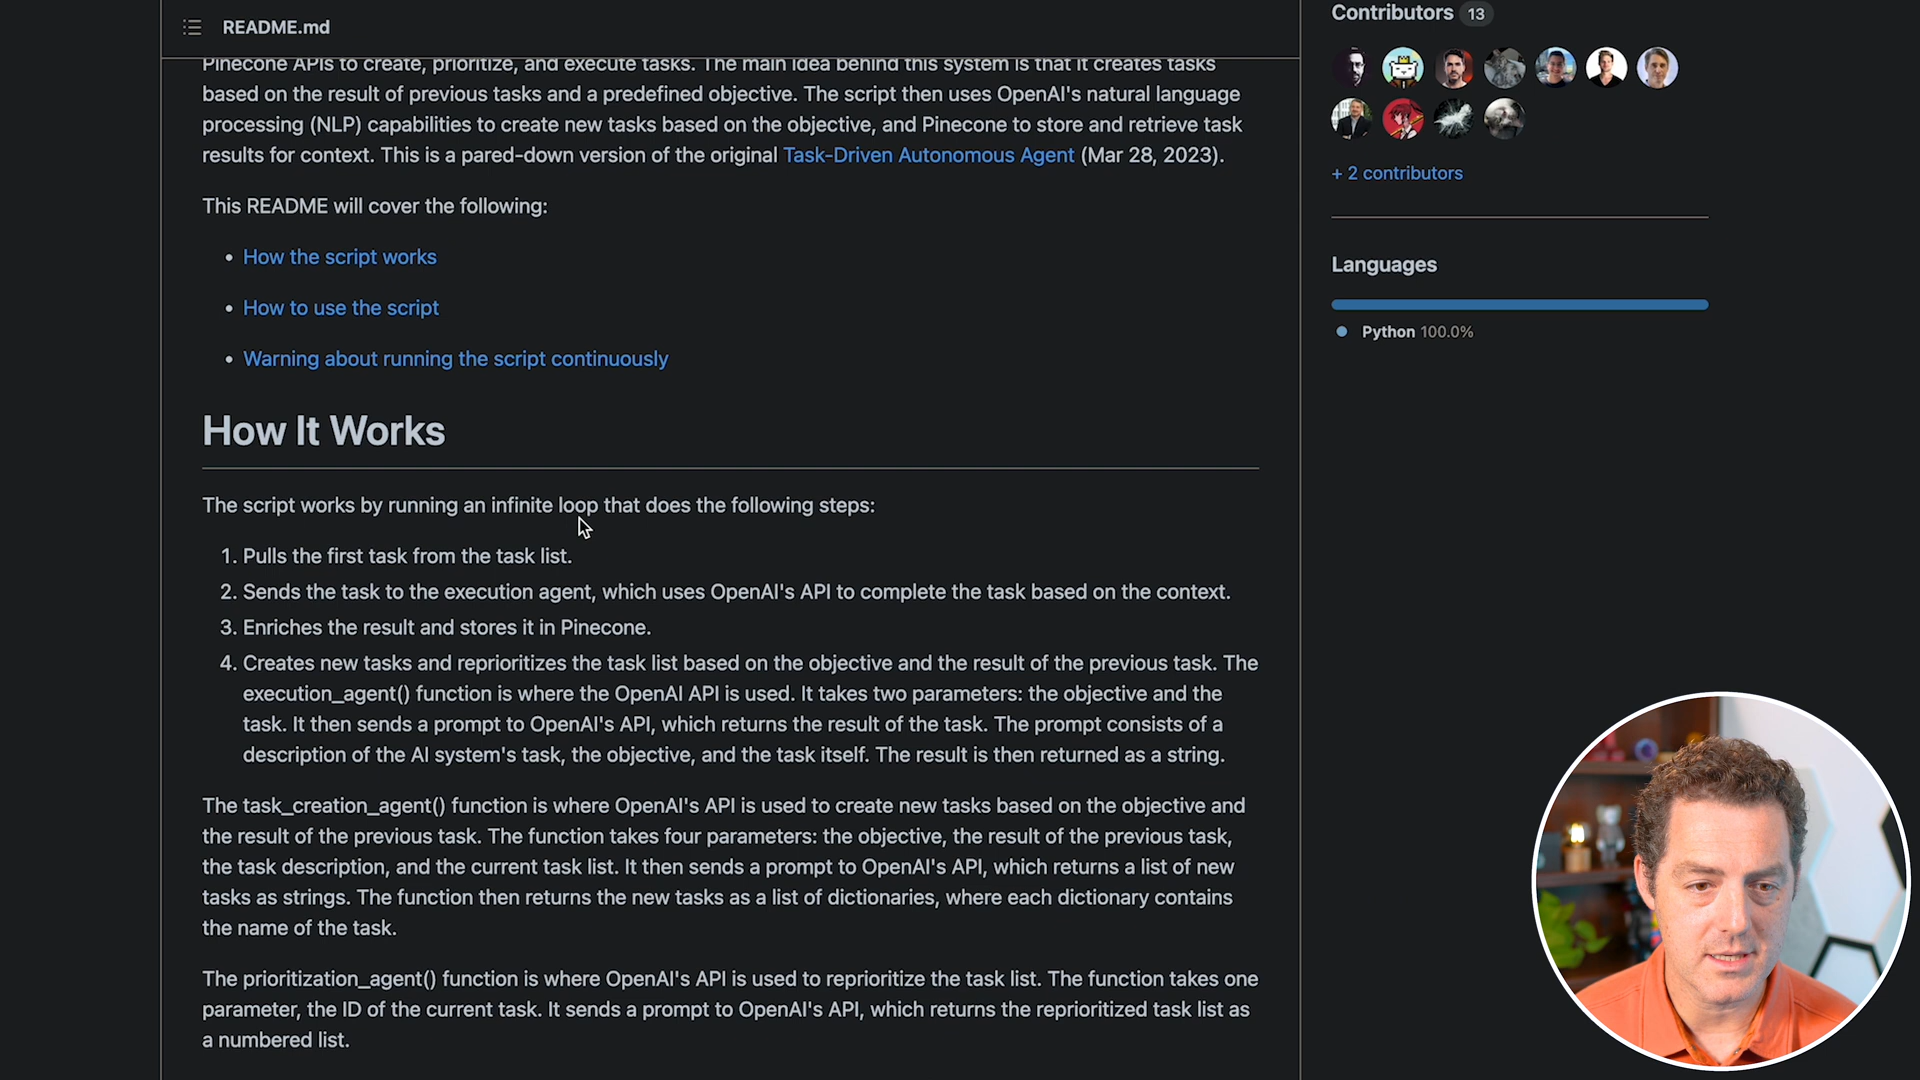 README.md
Pinecone APIs to create, prioritize, and execute tasks. The main idea behind this system is that it creates tasks
based on the result of previous tasks and a predefined objective. The script then uses OpenAI's natural language
processing (NLP) capabilities to create new tasks based on the objective, and Pinecone to store and retrieve task
results for context. This is a pared-down version of the original Task-Driven Autonomous Agent (Mar 28, 2023).
This README will cover the following:
• How the script works
• How to use the script
• Warning about running the script continuously
How It Works
The script works by running an infinite loop that does the following steps:
1. Pulls the first task from the task list.
2. Sends the task to the execution agent, which uses OpenAI's API to complete the task based on the context.
3. Enriches the result and stores it in Pinecone.
4. Creates new tasks and reprioritizes the task list based on the objective and the result of the previous task. The
execution_agent() function is where the OpenAI API is used. It takes two parameters: the objective and the
task. It then sends a prompt to OpenAI's API, which returns the result of the task. The prompt consists of a
description of the AI system's task, the objective, and the task itself. The result is then returned as a string.
The task_creation_agent() function is where OpenAI's API is used to create new tasks based on the objective and
the result of the previous task. The function takes four parameters: the objective, the result of the previous task,
the task description, and the current task list. It then sends a prompt to OpenAI's API, which returns a list of new
tasks as strings. The function then returns the new tasks as a list of dictionaries, where each dictionary contains
the name of the task.
The prioritization_agent() function is where OpenAI's API is used to reprioritize the task list. The function takes one
parameter, the ID of the current task. It sends a prompt to OpenAI's API, which returns the reprioritized task list as
a numbered list.
Contributors 13
+ 2 contributors
Languages
Python 100.0%